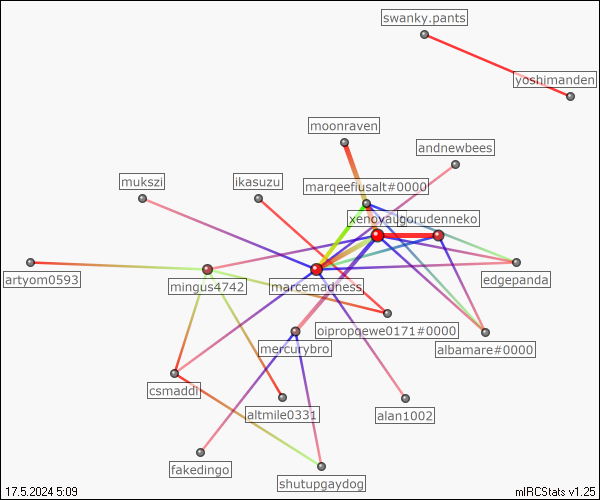 swanky.pants
yoshimanden
moonraven
andnewbees
mukszi
ikasuzu
marqeefiusalt#0000
gorudenneko
artyom0593
mingus4742
marcemadness
edgepanda
oipropqewe0171#0000
mercurybro
albamare#0000
csmaddi
altmile0331
alan1002
fakedingo
shutupgaydog
17.5.2024 5:09
mIRCStats v1.25